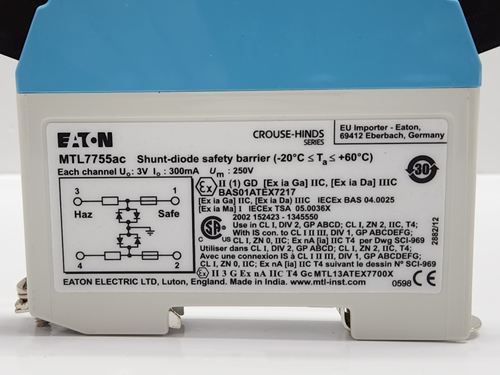 EATON
CROUSE-HINDS
SERIES
EU Importer - Eaton,
69412 Eberbach, Germany
MTL7755ac Shunt-diode safety barrier (-20°C ≤ Ta ≤ +60°C)
Each channel Uo: 3V Io: 300mA Um: 250V
30
3 1
Haz Safe
4 2
Ex II (1) GD [Ex ia Ga] IIC, [Ex ia Da] IIIC
BAS01ATEX7217
[Ex ia Ga] IIC, [Ex ia Da] IIIC IECEx BAS 04.0025
[Ex ia Ma] I IECEx TSA 05.0036X
2002 152423 - 1345550
Used in CL I, DIV 2, GP ABCD; CL I, ZN 2, IIC, T4;
With IS con. to CL I II III, DIV 1, GP ABCDEFG;
C US CL I, ZN 0, IIC; Ex nA [ia] IIC T4 per Dwg SCI-969
Utiliser dans CL I, DIV 2, GP ABCD; CL I, ZN 2, IIC, T4;
Avec une connexion IS à CL I II III, DIV 1, GP ABCDEFG;
CL I, ZN 0, IIC; Ex nA [ia] IIC T4 suivant le dessin Nº SCI-969
Ex II 3 G Ex nA IIC T4 Gc MTL13ATEX7700X
2882/12
EATON ELECTRIC LTD, Luton, England. Made in India. www.mtl-inst.com
0598 CE